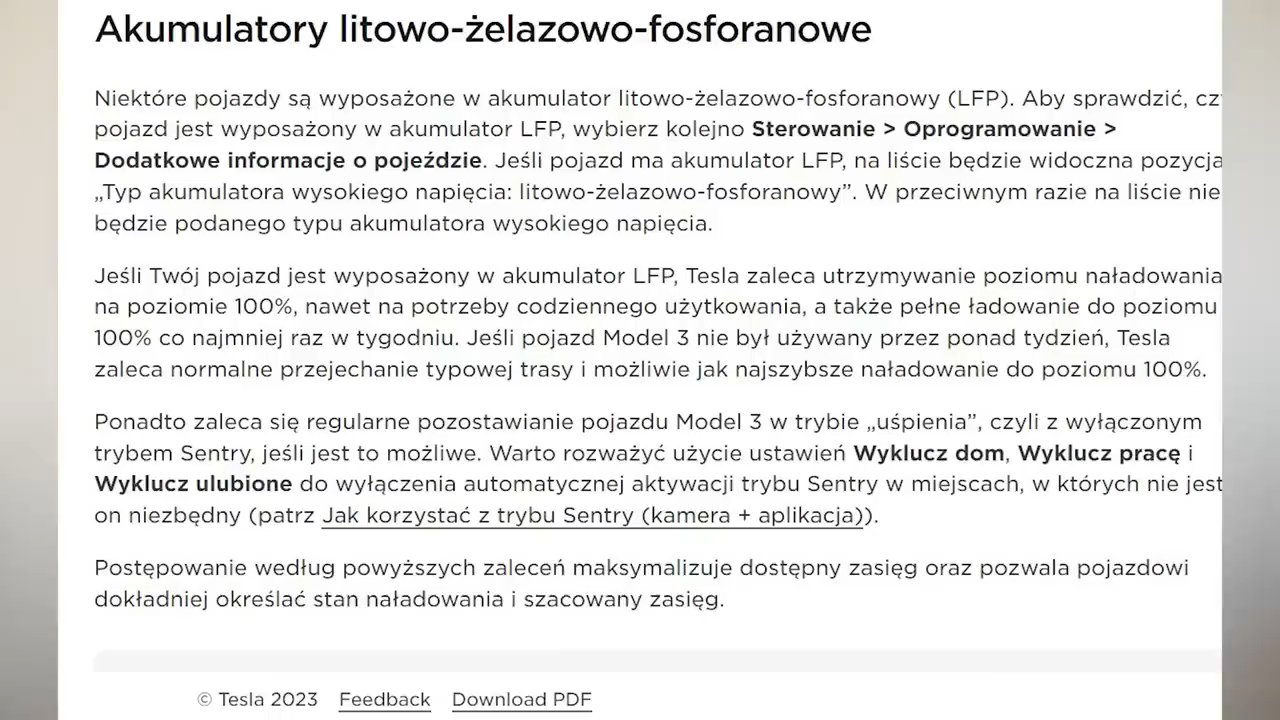 Akumulatory litowo-żelazowo-fosforanowe
Niektóre pojazdy są wyposażone w akumulator litowo-żelazowo-fosforanowy (LFP). Aby sprawdzić, cz
pojazd jest wyposażony w akumulator LFP, wybierz kolejno Sterowanie > Oprogramowanie >
Dodatkowe informacje o pojeździe. Jeśli pojazd ma akumulator LFP, na liście będzie widoczna pozycja
„Typ akumulatora wysokiego napięcia: litowo-żelazowo-fosforanowy”. W przeciwnym razie na liście nie
będzie podanego typu akumulatora wysokiego napięcia.
Jeśli Twój pojazd jest wyposażony w akumulator LFP, Tesla zaleca utrzymywanie poziomu naładowania
na poziomie 100%, nawet na potrzeby codziennego użytkowania, a także pełne ładowanie do poziomu
100% co najmniej raz w tygodniu. Jeśli pojazd Model 3 nie był używany przez ponad tydzień, Tesla
zaleca normalne przejechanie typowej trasy i możliwie jak najszybsze naładowanie do poziomu 100%.
Ponadto zaleca się regularne pozostawianie pojazdu Model 3 w trybie „uśpienia”, czyli z wyłączonym
trybem Sentry, jeśli jest to możliwe. Warto rozważyć użycie ustawień Wyklucz dom, Wyklucz pracę i
Wyklucz ulubione do wyłączenia automatycznej aktywacji trybu Sentry w miejscach, w których nie jest
on niezbędny (patrz Jak korzystać z trybu Sentry (kamera + aplikacja)).
Postępowanie według powyższych zaleceń maksymalizuje dostępny zasięg oraz pozwala pojazdowi
dokładniej określać stan naładowania i szacowany zasięg.
© Tesla 2023 Feedback Download PDF